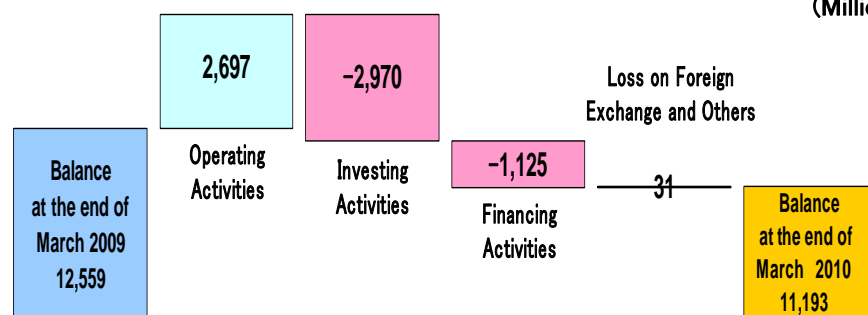 (Millio
2,697
−2,970
Loss on Foreign
Exchange and Others
Operating
Activities
Investing
Activities
−1,125
31
Financing
Activities
Balance
at the end of
March 2009
12,559
Balance
at the end of
March 2010
11,193